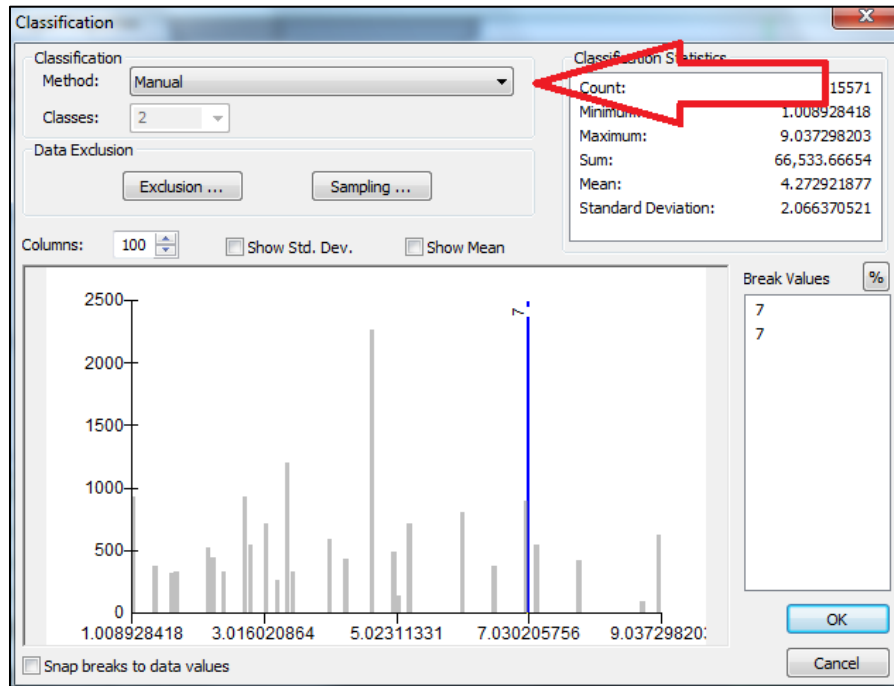 Classification
Classification
Method: Manual
Classes: 2
Data Exclusion
Exclusion ...
Sampling ...
Classification Statistics
Count: 15571
Minimum: 1.008928418
Maximum: 9.037298203
Sum: 66,533.66654
Mean: 4.272921877
Standard Deviation: 2.066370521
Columns: 100
Show Std. Dev.
Show Mean
Break Values %
7
7
2500
2000
1500
1000
500
0
7
1.008928418 3.016020864 5.02311331 7.030205756 9.037298203
Snap breaks to data values
OK
Cancel